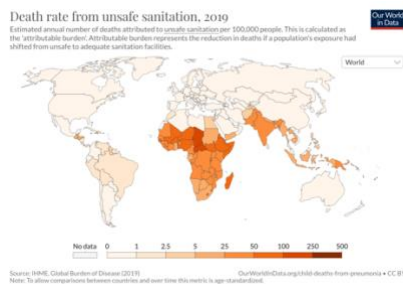 Death rate from unsafe sanitation, 2019
Our World
in Data
Estimated annual number of deaths attributed to unsafe sanitation per 100,000 people. This is calculated as
the 'attributable burden'. Attributable burden represents the reduction in deaths if a population's exposure had
shifted from unsafe to adequate sanitation facilities.
World
No data 0 1 2.5 5 25 50 100 250 500
Source: IHME, Global Burden of Disease (2019)
OurWorldInData.org/child-deaths-from-pneumonia • CC BY
Note: To allow comparisons between countries and over time this metric is age-standardized.